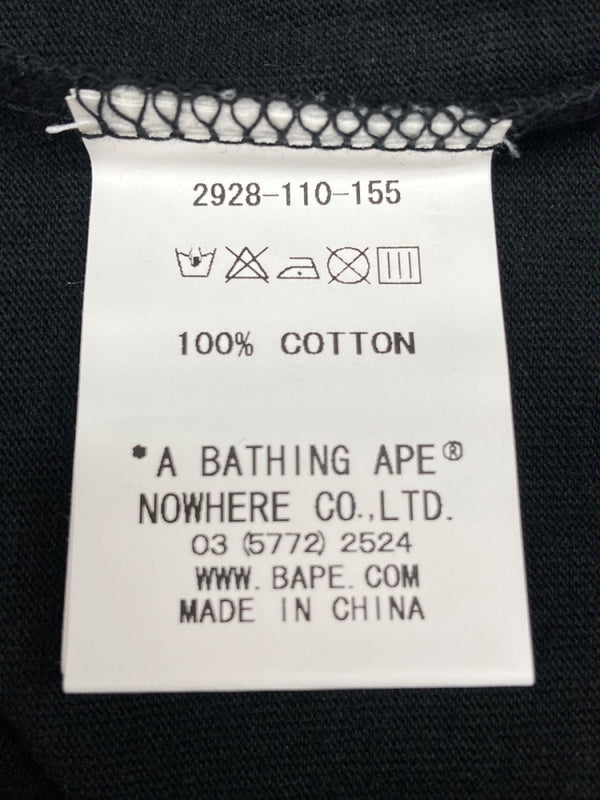 2928-110-155
100% COTTON
*A BATHING APE®
NOWHERE CO.,LTD.
03 (5772) 2524
WWW. BAPE. COM
MADE IN CHINA